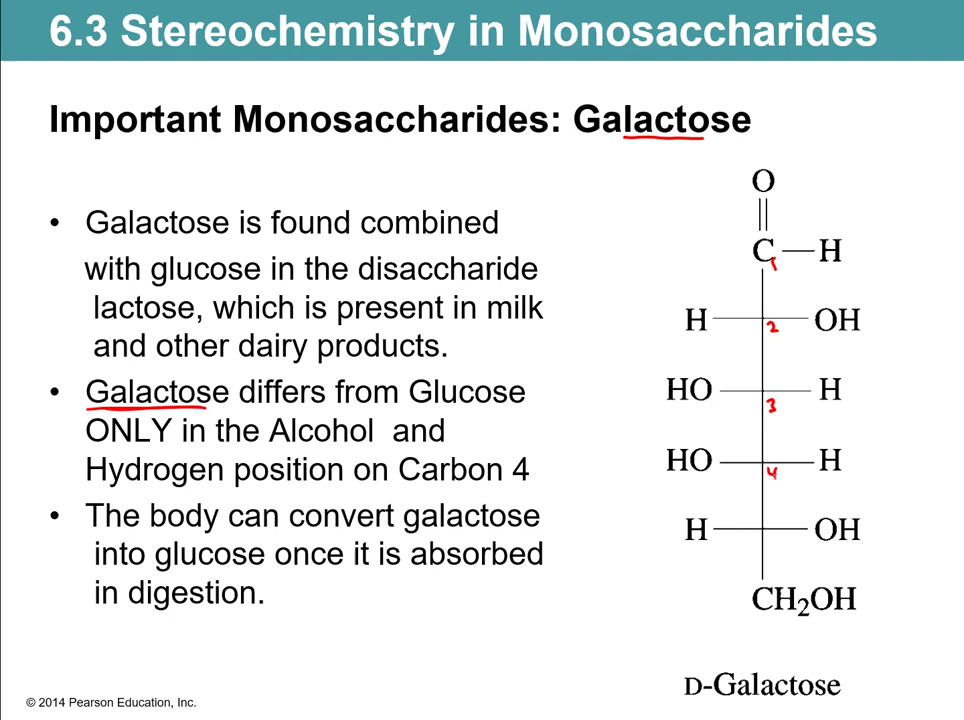 6.3 Stereochemistry in Monosaccharides
Important Monosaccharides: Galactose
• Galactose is found combined
with glucose in the disaccharide
lactose, which is present in milk
and other dairy products.
• Galactose differs from Glucose
ONLY in the Alcohol and
Hydrogen position on Carbon 4
• The body can convert galactose
into glucose once it is absorbed
in digestion.
O
C H
1
H OH
2
HO H
3
HO H
4
H OH
CH₂OH
D-Galactose
© 2014 Pearson Education, Inc.